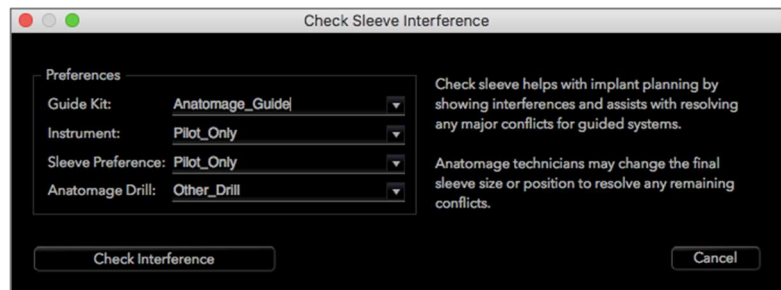 Check Sleeve Interference
Preferences
Guide Kit: Anatomage_Guide
Instrument: Pilot_Only
Sleeve Preference: Pilot_Only
Anatomage Drill: Other_Drill
Check sleeve helps with implant planning by
showing interferences and assists with resolving
any major conflicts for guided systems.
Anatomage technicians may change the final
sleeve size or position to resolve any remaining
conflicts.
Check Interference
Cancel